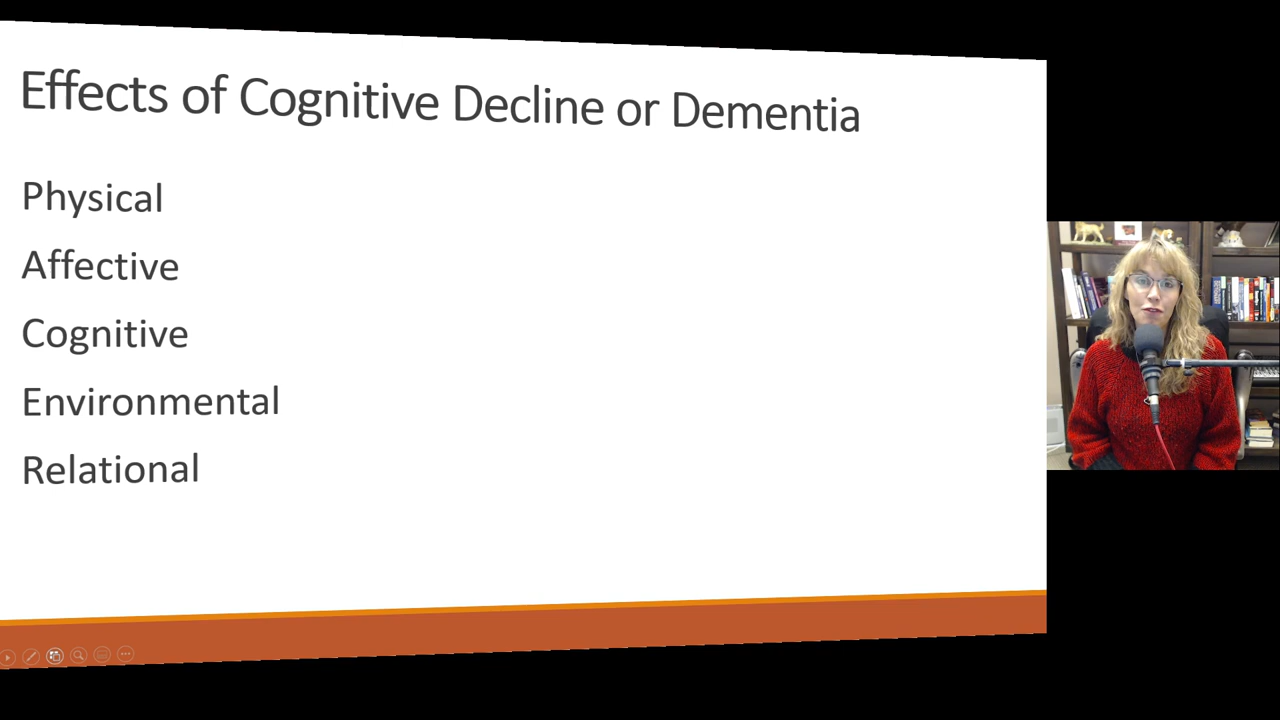 Effects of Cognitive Decline or Dementia
Physical
Affective
Cognitive
Environmental
Relational